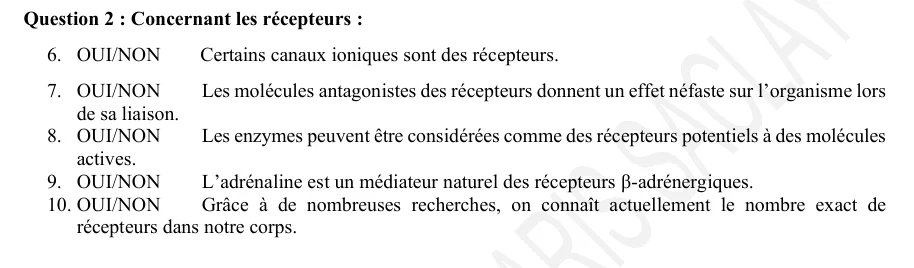 Question 2 : Concernant les récepteurs :
6. OUI/NON Certains canaux ioniques sont des récepteurs.
7. OUI/NON Les molécules antagonistes des récepteurs donnent un effet néfaste sur l'organisme lors
de sa liaison.
8. OUI/NON Les enzymes peuvent être considérées comme des récepteurs potentiels à des molécules
actives.
9. OUI/NON L'adrénaline est un médiateur naturel des récepteurs β-adrénergiques.
10. OUI/NON Grâce à de nombreuses recherches, on connaît actuellement le nombre exact de
récepteurs dans notre corps.
ARIS SACLAY